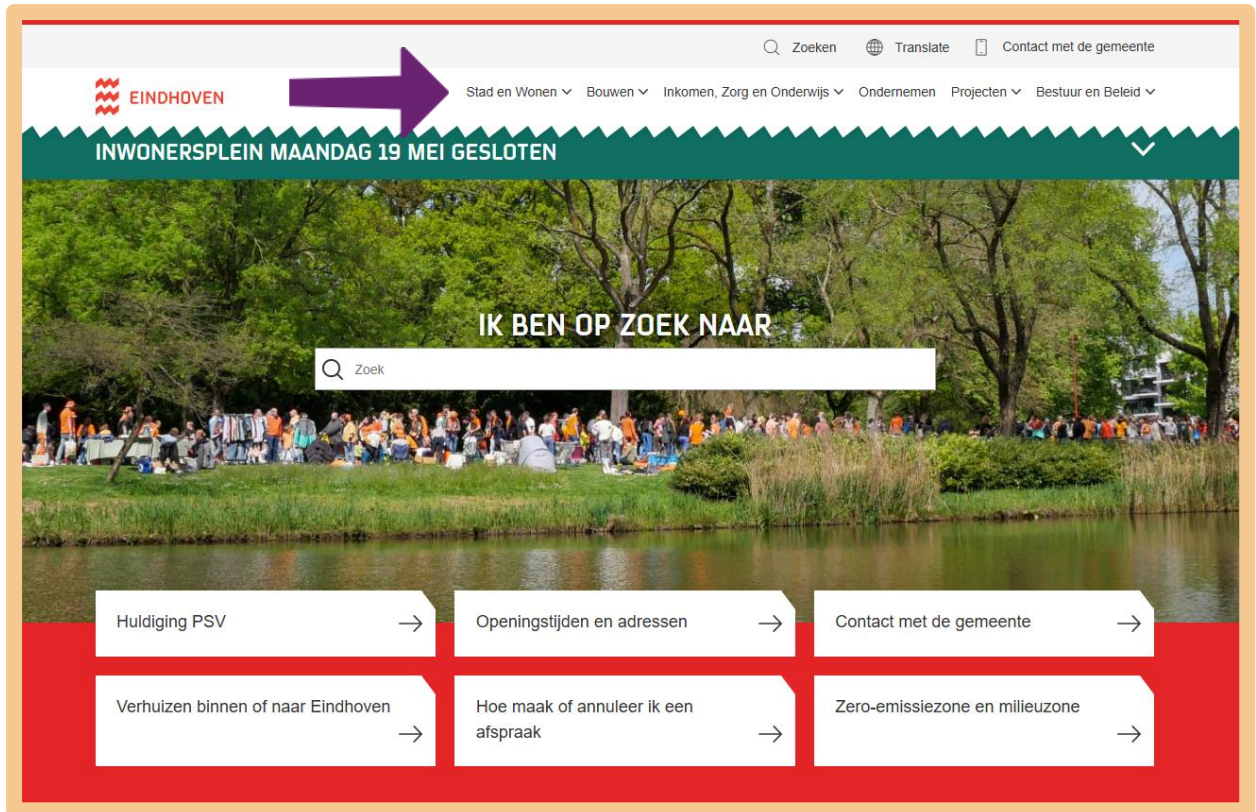 Zoeken Translate Contact met de gemeente
EINDHOVEN
Stad en Wonen Bouwen Inkomen, Zorg en Onderwijs Ondernemen Projecten Bestuur en Beleid
INWONERSPLEIN MAANDAG 19 MEI GESLOTEN
IK BEN OP ZOEK NAAR
Zoek
Huldiging PSV
Openingstijden en adressen
Contact met de gemeente
Verhuizen binnen of naar Eindhoven
Hoe maak of annuleer ik een
afspraak
Zero-emissiezone en milieuzone